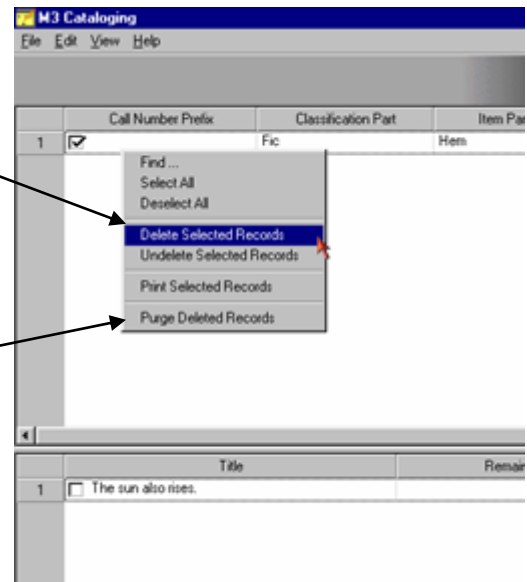 M3 Cataloging
File Edit View Help
Call Number Prefix Classification Part Item Par
1 Fic Hem
Find ...
Select All
Deselect All
Delete Selected Records
Undelete Selected Records
Print Selected Records
Purge Deleted Records
Title Remain
1 The sun also rises.